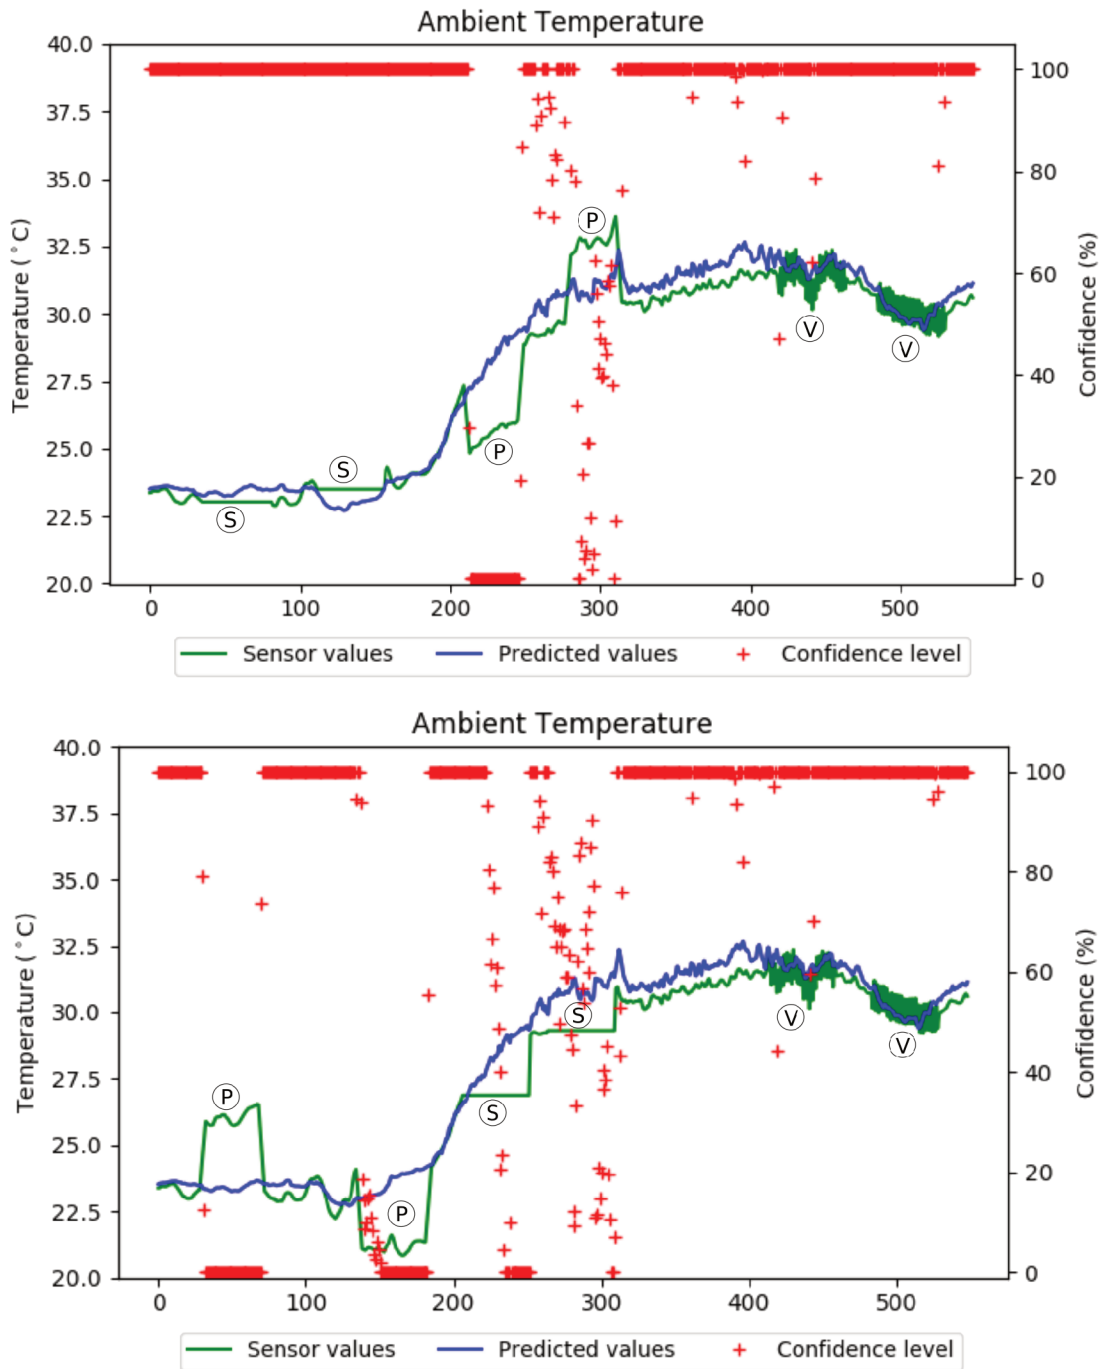 Ambient Temperature
40.0
37.5
35.0
32.5
30.0
27.5
25.0
22.5
20.0
Temperature (°C)
100
80
60
40
20
0
Confidence (%)
P
S
S
P
V
V
0 100 200 300 400 500
Sensor values Predicted values Confidence level
Ambient Temperature
40.0
37.5
35.0
32.5
30.0
27.5
25.0
22.5
20.0
Temperature (°C)
100
80
60
40
20
0
Confidence (%)
P
P
S
S
V
V
0 100 200 300 400 500
Sensor values Predicted values Confidence level